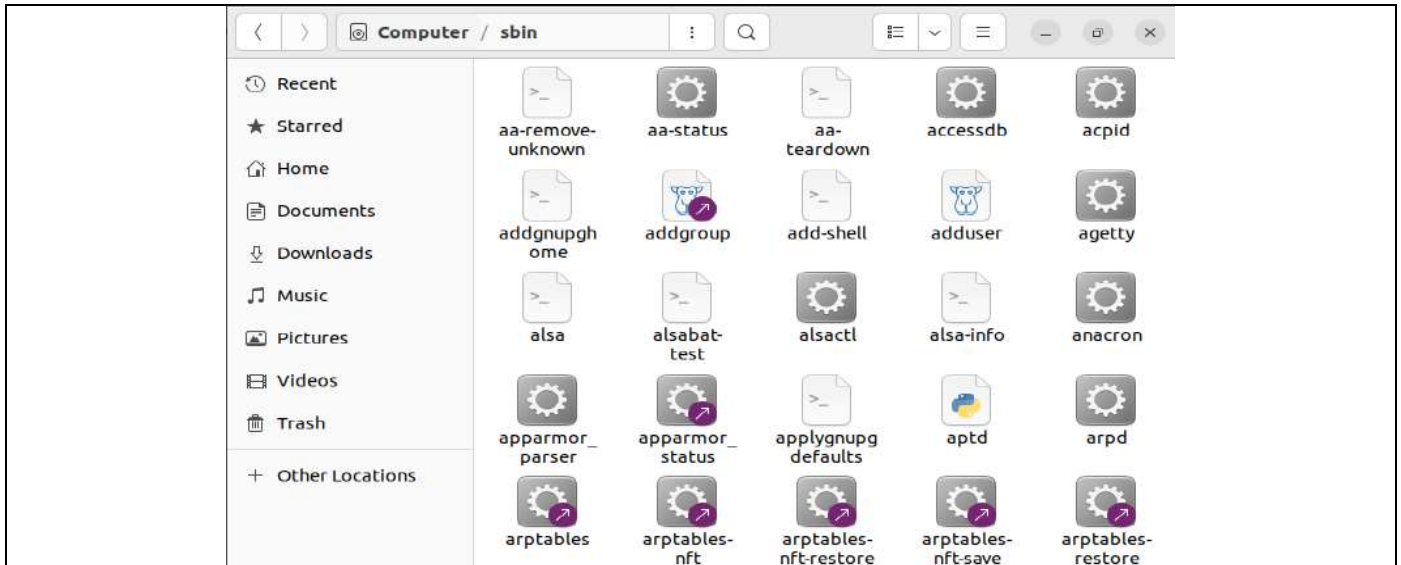 Computer / sbin
Recent
Starred
Home
Documents
Downloads
Music
Pictures
Videos
Trash
+ Other Locations
aa-remove-
unknown
aa-status
aa-
teardown
accessdb
acpid
addgnupgh
ome
addgroup
add-shell
adduser
agetty
alsa
alsabat-
test
alsactl
alsa-info
anacron
apparmor_
parser
apparmor_
status
applygnupg
defaults
aptd
arpd
arptables
arptables-
nft
arptables-
nft-restore
arptables-
nft-save
arptables-
restore